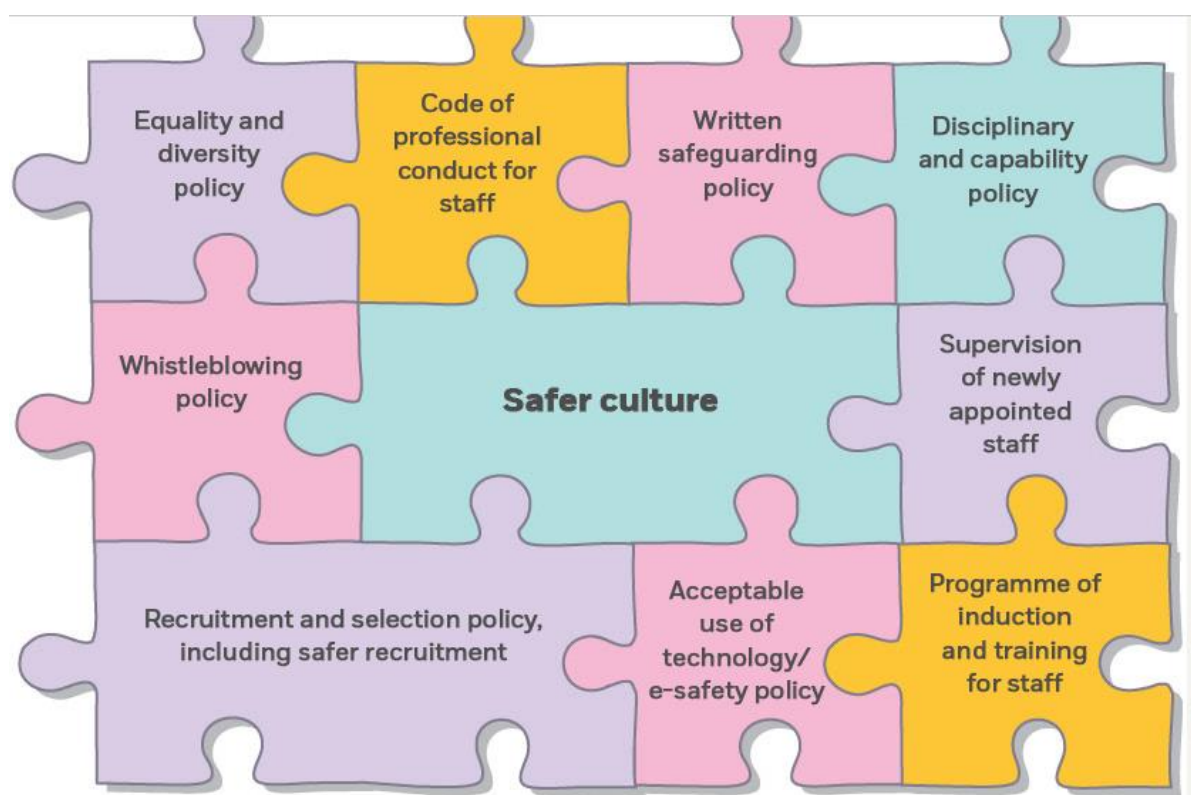 Equality and
diversity
policy
Code of
professional
conduct for
staff
Written
safeguarding
policy
Disciplinary
and capability
policy
Whistleblowing
policy
Safer culture
Supervision
of newly
appointed
staff
Recruitment and selection policy,
including safer recruitment
Acceptable
use of
technology/
e-safety policy
Programme of
induction
and training
for staff